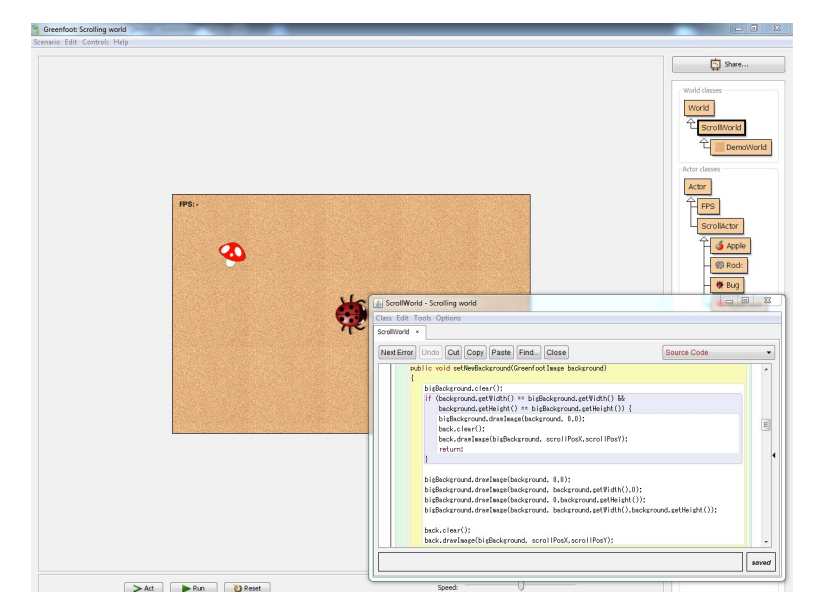 Greenfoot: Scrolling world
Scenario Edit Controls Help
Share...
World classes
World
ScrollWorld
DemoWorld
Actor classes
Actor
FPS
ScrollActor
Apple
Rock
Bug
FPS: -
ScrollWorld - Scrolling world
Class Edit Tools Options
ScrollWorld ×
Next Error Undo Cut Copy Paste Find... Close Source Code
public void setNewBackground(GreenfootImage background)
{
bigBackground.clear();
if (background.getWidth() == bigBackground.getWidth() &&
background.getHeight() == bigBackground.getHeight()) {
bigBackground.drawImage(background, 0,0);
back.clear();
back.drawImage(bigBackground, scrollPosX,scrollPosY);
return;
}
bigBackground.drawImage(background, 0,0);
bigBackground.drawImage(background, background.getWidth(),0);
bigBackground.drawImage(background, 0,background.getHeight());
bigBackground.drawImage(background, background.getWidth(),background.getHeight());
back.clear();
back.drawImage(bigBackground, scrollPosX,scrollPosY);
saved
Act Run Reset Speed: